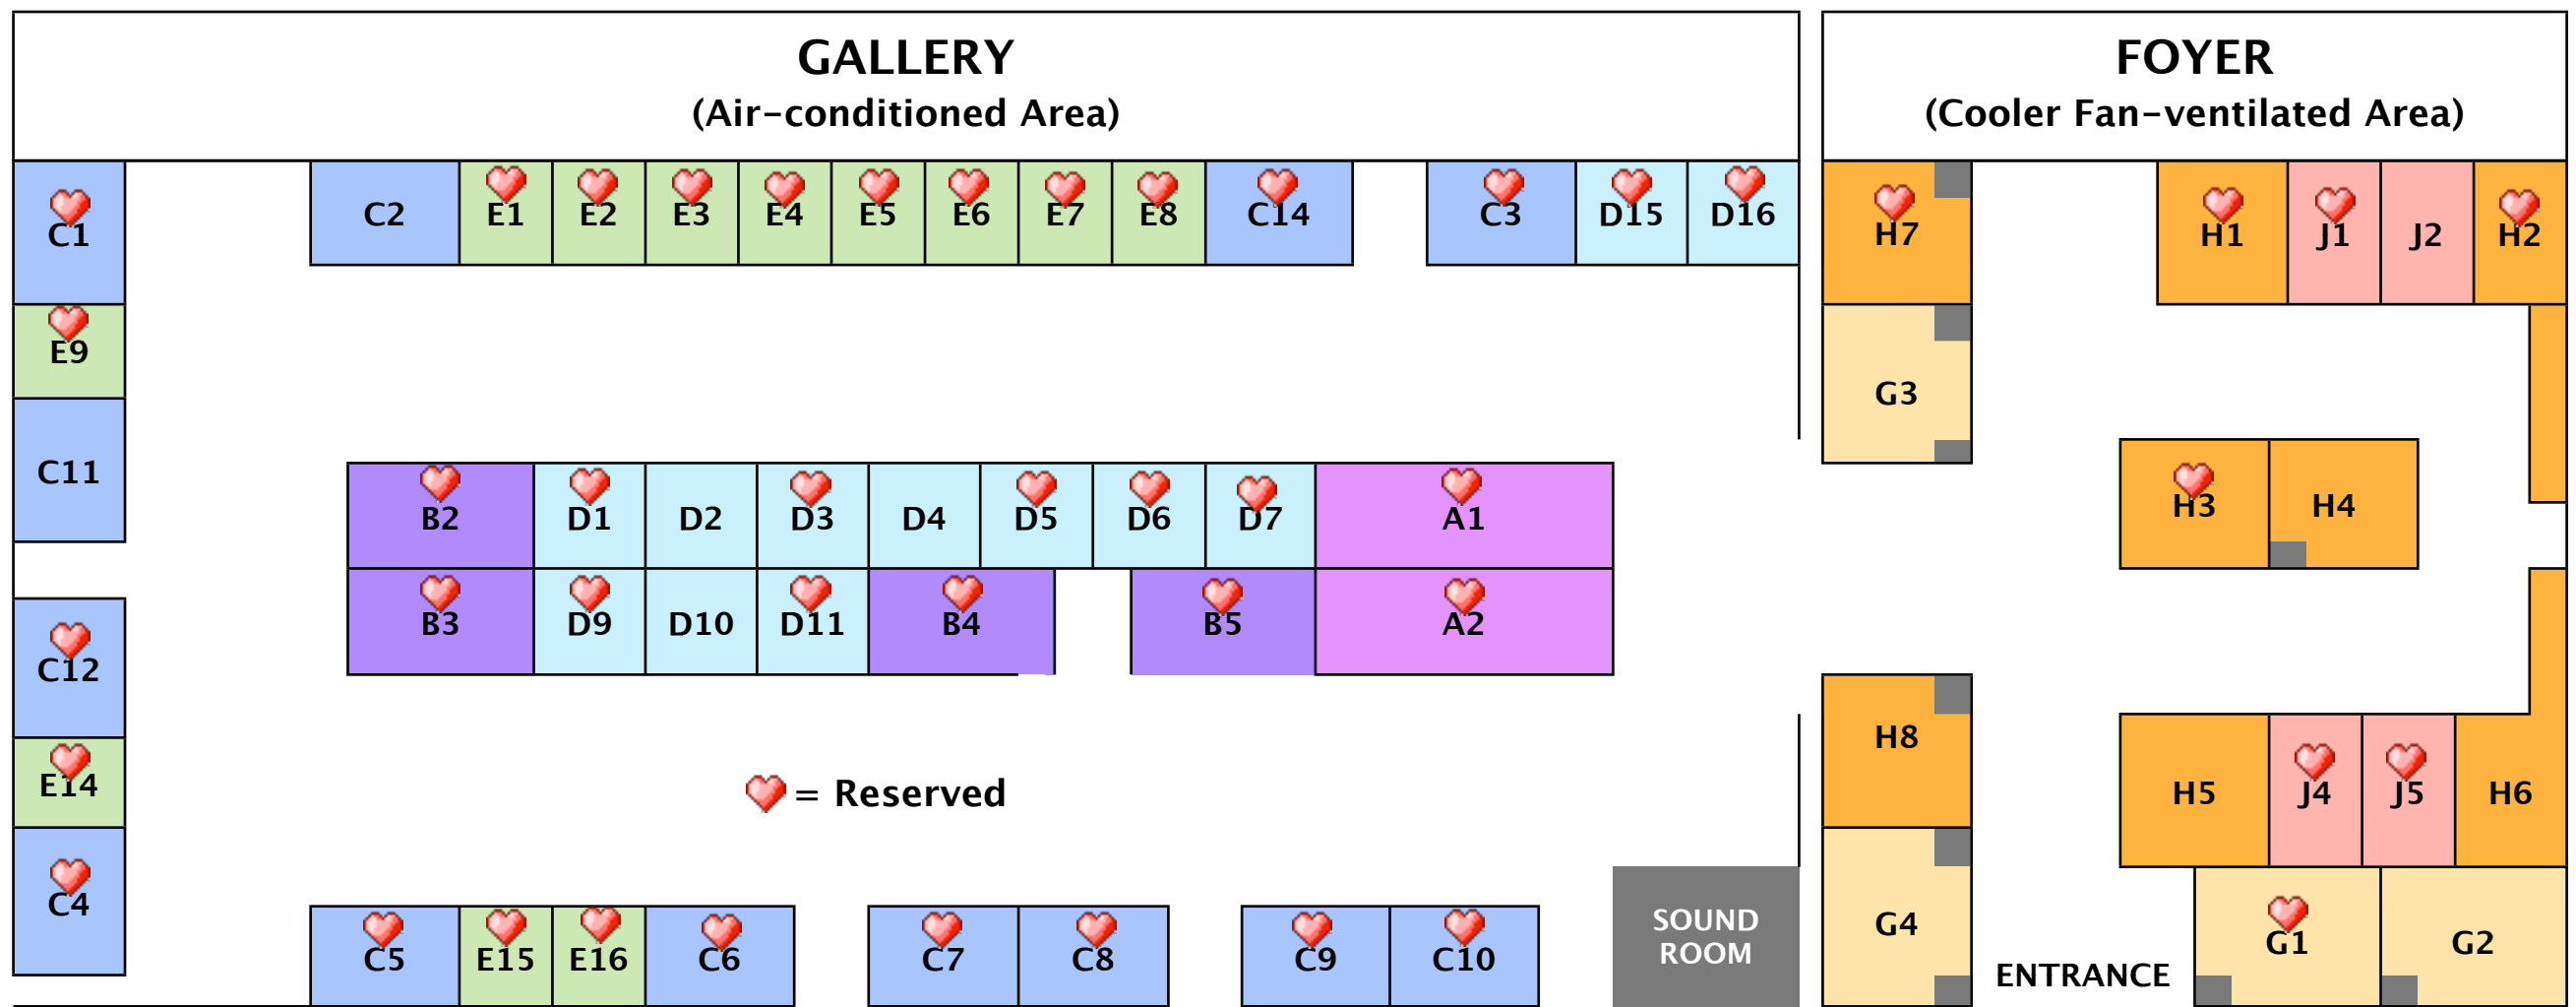 GALLERY
(Air-conditioned Area)
FOYER
(Cooler Fan-ventilated Area)
C1
C2
E1
E2
E3
E4
E5
E6
E7
E8
C14
C3
D15
D16
H7
H1
J1
J2
H2
E9
G3
C11
B2
D1
D2
D3
D4
D5
D6
D7
A1
H3
H4
B3
D9
D10
D11
B4
B5
A2
C12
H8
E14
= Reserved
H5
J4
J5
H6
C4
C5
E15
E16
C6
C7
C8
C9
C10
SOUND
ROOM
G4
ENTRANCE
G1
G2